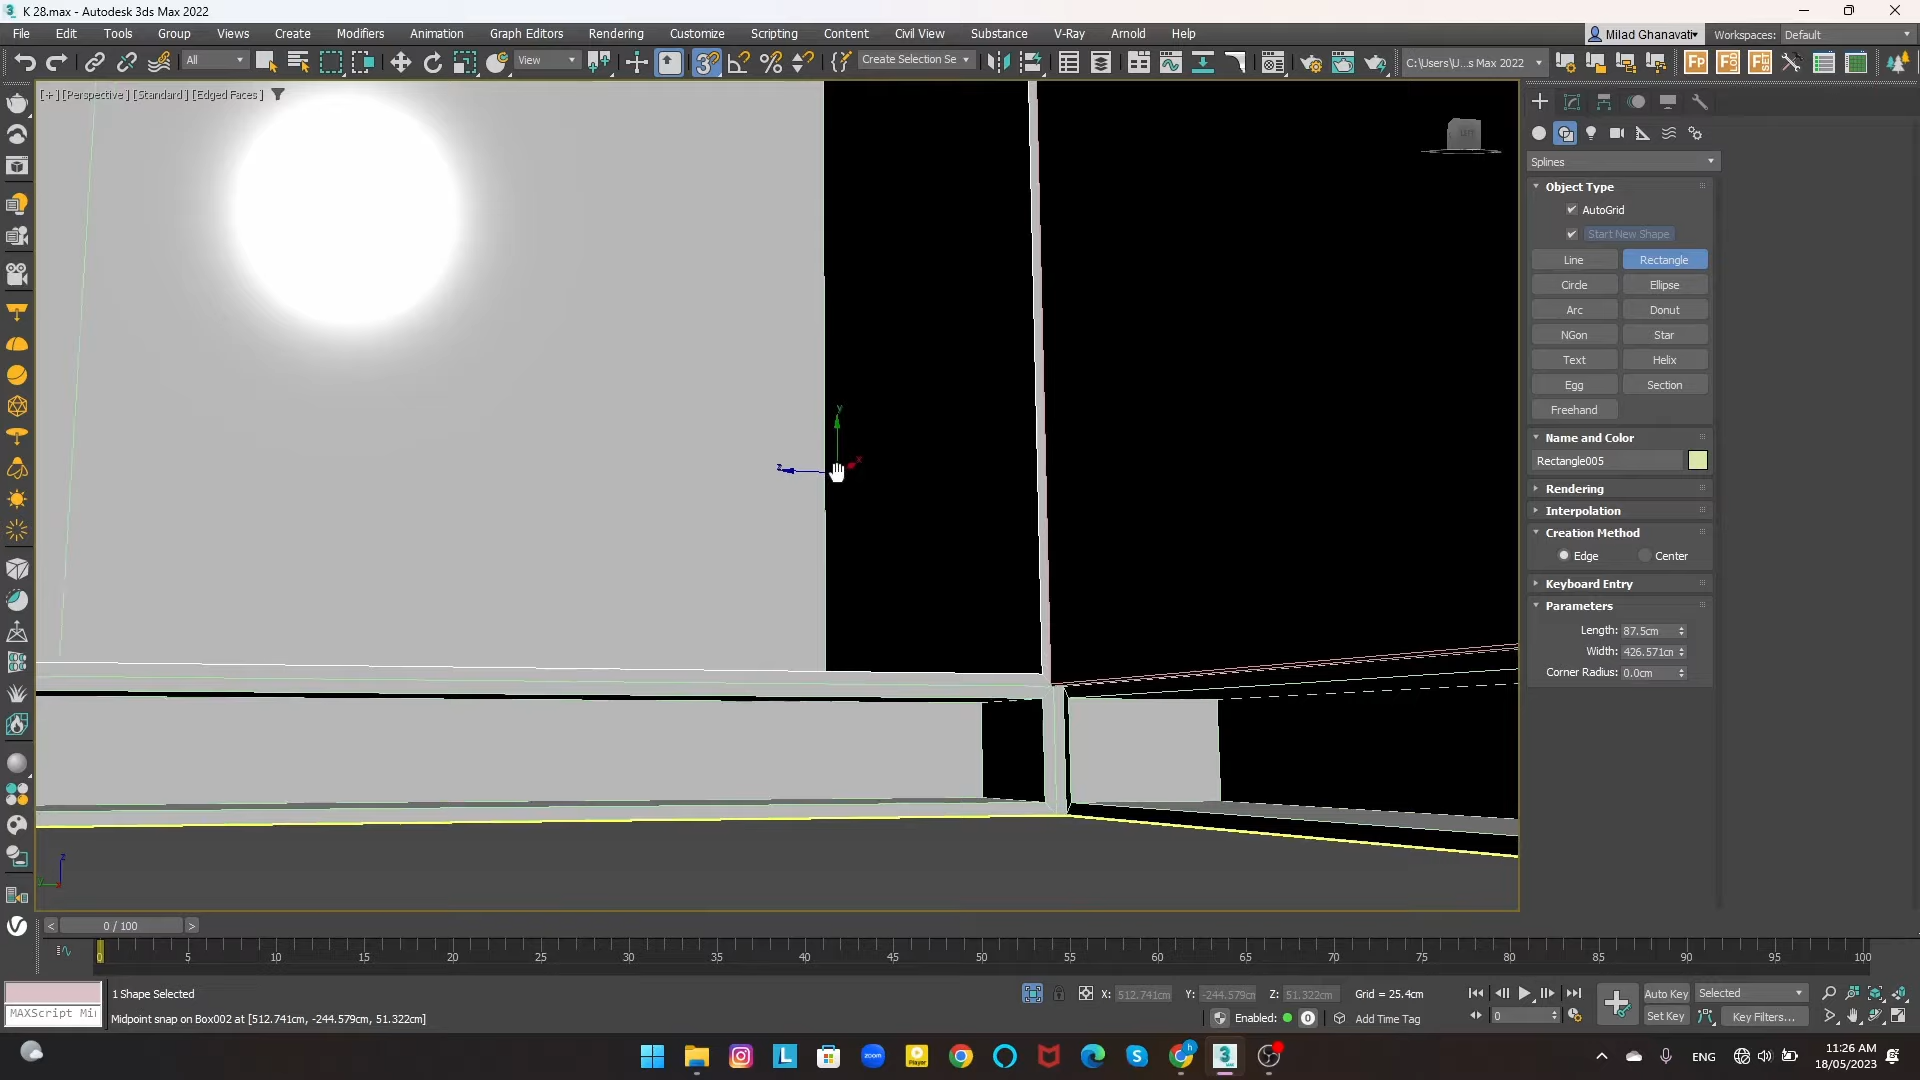 K 28.max - Autodesk 3ds Max 2022
File Edit Tools Group Views Create Modifiers Animation Graph Editors Rendering Customize Scripting Content Civil View Substance V-Ray Arnold Help
Milad Ghanavati Workspaces: Default
All View Create Selection Se C:\Users\U...s Max 2022
[+] [Perspective] [Standard] [Edged Faces]
Splines
Object Type
AutoGrid
Start New Shape
Line Rectangle
Circle Ellipse
Arc Donut
NGon Star
Text Helix
Egg Section
Freehand
Name and Color
Rectangle005
Rendering
Interpolation
Creation Method
Edge Center
Keyboard Entry
Parameters
Length: 87.5cm
Width: 426.571cm
Corner Radius: 0.0cm
y
x
z
z
0 / 100
0 5 10 15 20 25 30 35 40 45 50 55 60 65 70 75 80 85 90 95 100
1 Shape Selected
X: 512.741cm Y: -244.579cm Z: 51.322cm Grid = 25.4cm
Auto Key Selected
MAXScript Mi
Midpoint snap on Box002 at [512.741cm, -244.579cm, 51.322cm]
Enabled: 0 Add Time Tag
0
Set Key Key Filters...
ENG
11:26 AM
18/05/2023